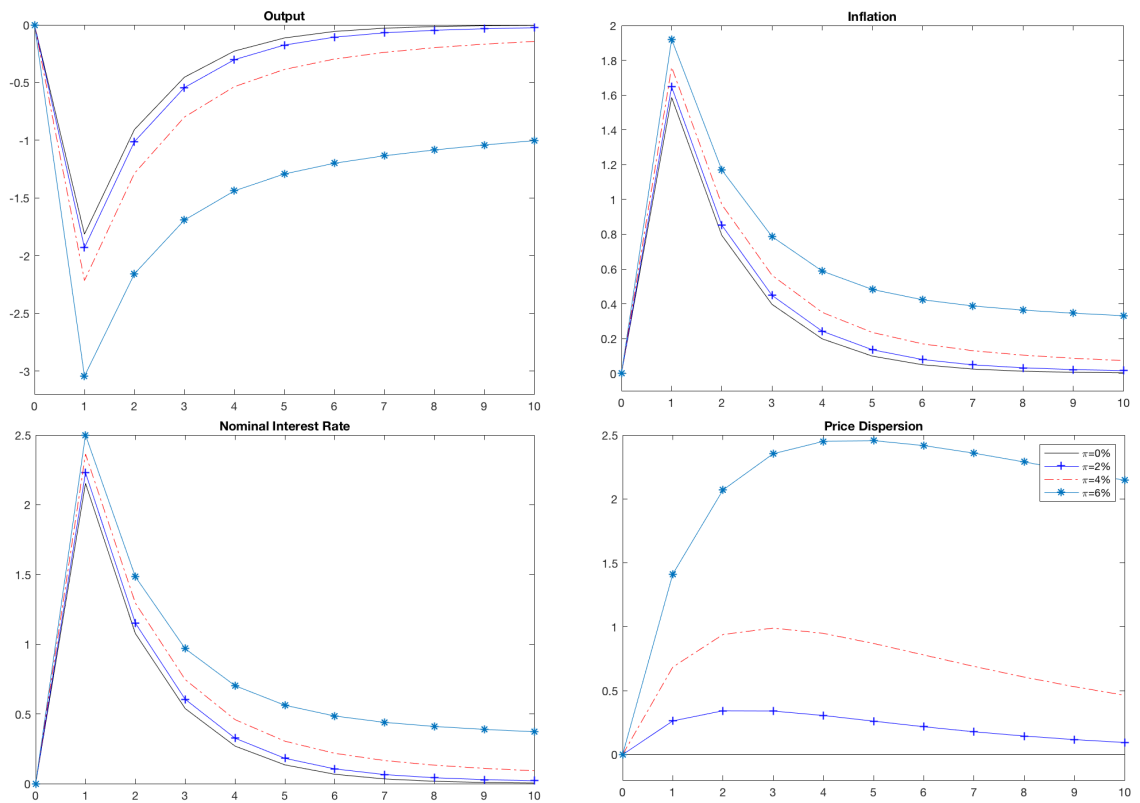 Output
0
-0.5
-1
-1.5
-2
-2.5
-3
0 1 2 3 4 5 6 7 8 9 10
Inflation
2
1.8
1.6
1.4
1.2
1
0.8
0.6
0.4
0.2
0
0 1 2 3 4 5 6 7 8 9 10
Nominal Interest Rate
2.5
2
1.5
1
0.5
0
0 1 2 3 4 5 6 7 8 9 10
Price Dispersion
2.5
2
1.5
1
0.5
0
0 1 2 3 4 5 6 7 8 9 10
π=0%
π=2%
π=4%
π=6%